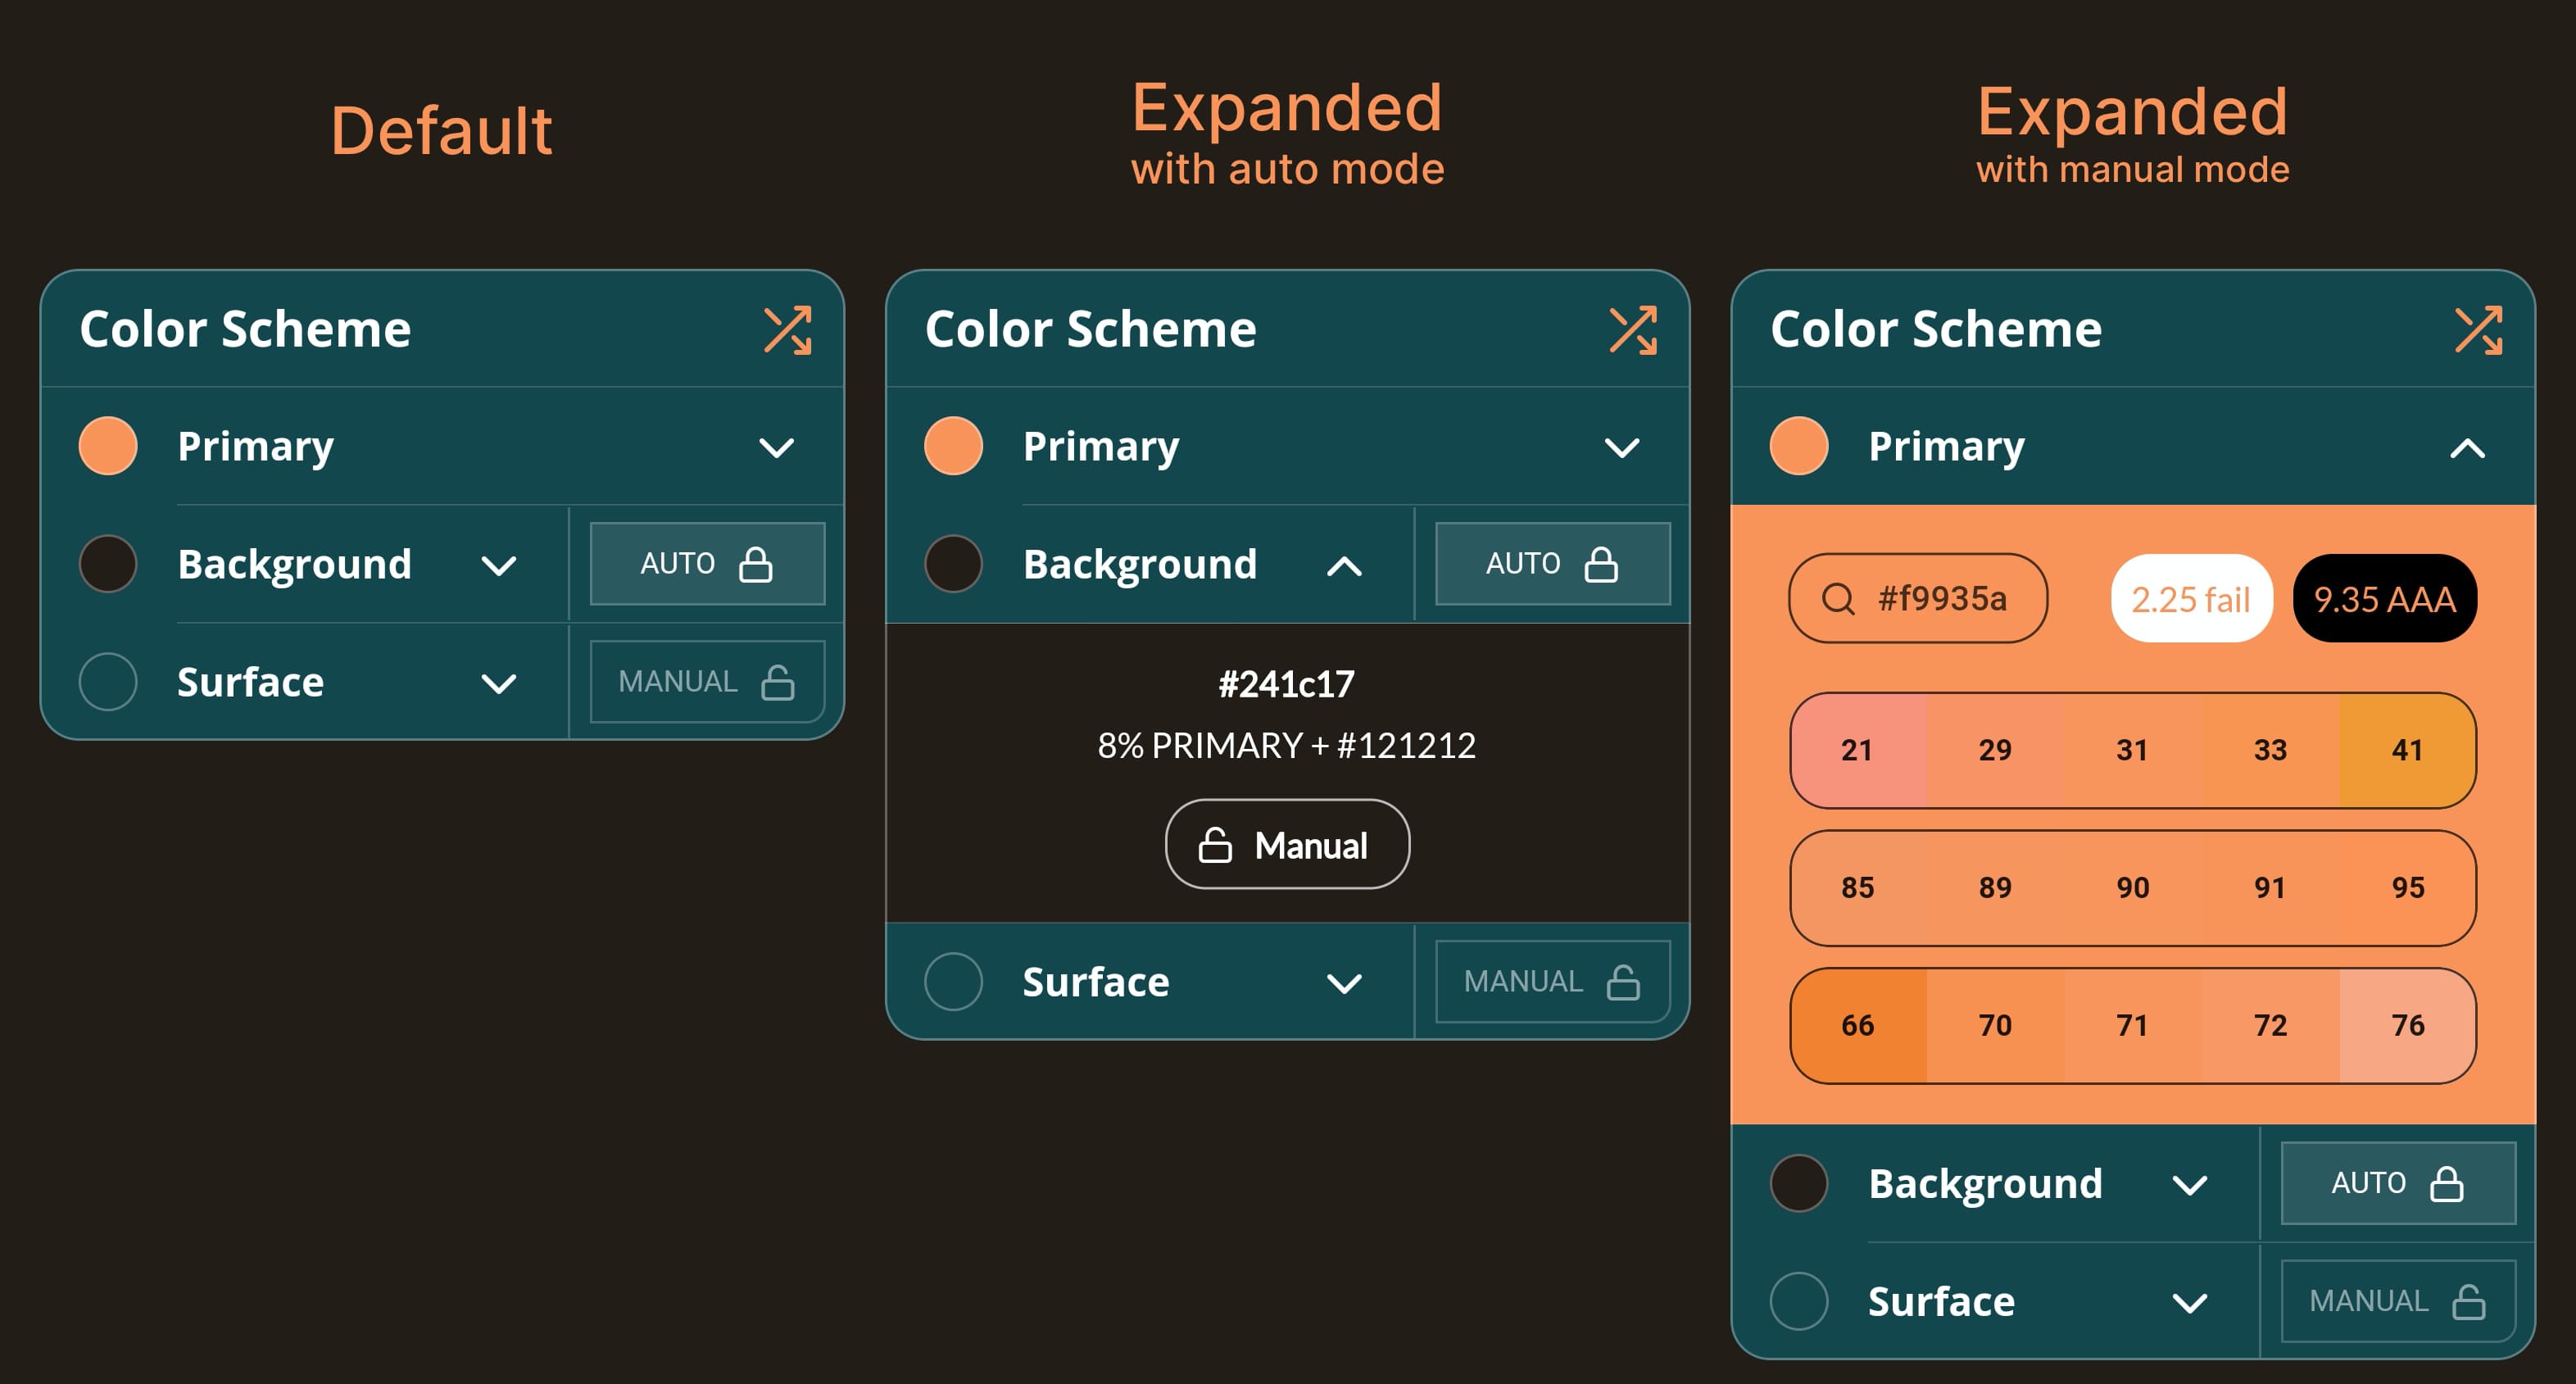 Default
Expanded
with auto mode
Expanded
with manual mode
Color Scheme
Primary
Background
AUTO
Surface
MANUAL
Color Scheme
Primary
Background
AUTO
#241c17
8% PRIMARY + #121212
Manual
Surface
MANUAL
Color Scheme
Primary
#f9935a
2.25 fail
9.35 AAA
21 29 31 33 41
85 89 90 91 95
66 70 71 72 76
Background
AUTO
Surface
MANUAL